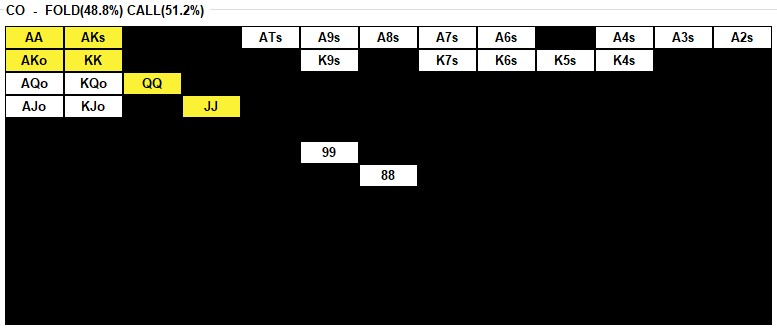 CO - FOLD(48.8%) CALL(51.2%)
AA AKs ATs A9s A8s A7s A6s A4s A3s A2s
AKo KK K9s K7s K6s K5s K4s
AQo KQo QQ
AJo KJo JJ
99
88